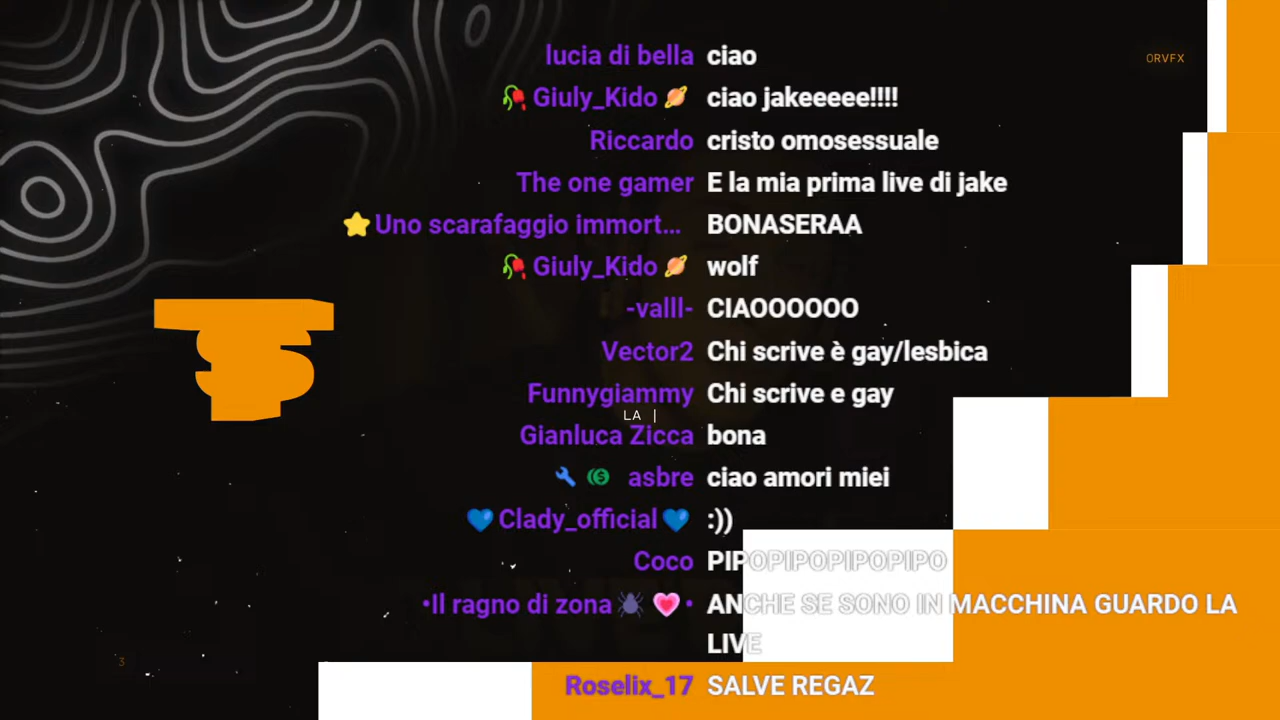 lucia di bella ciao
ORVFX
Giuly_Kido ciao jakeeeee!!!!
Riccardo cristo omosessuale
The one gamer E la mia prima live di jake
Uno scarafaggio immort... BONASERAA
Giuly_Kido wolf
-valll- CIAOOOOOO
Vector2 Chi scrive è gay/lesbica
Funnygiammy Chi scrive e gay
LA |
Gianluca Zicca bona
asbre ciao amori miei
Clady_official :))
Coco PIPOPIPOPIPOPIPO
•Il ragno di zona • ANCHE SE SONO IN MACCHINA GUARDO LA
LIVE
3
Roselix_17 SALVE REGAZ